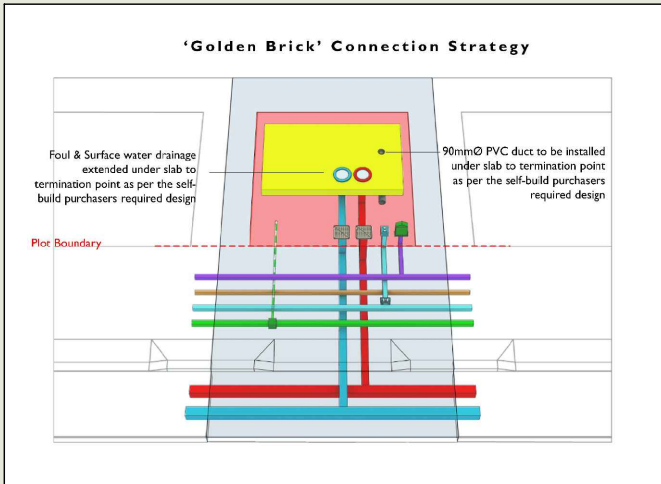 ‘Golden Brick’ Connection Strategy
Foul & Surface water drainage
extended under slab to
termination point as per the self-
build purchasers required design
90mmØ PVC duct to be installed
under slab to termination point
as per the self-build purchasers
required design
Plot Boundary